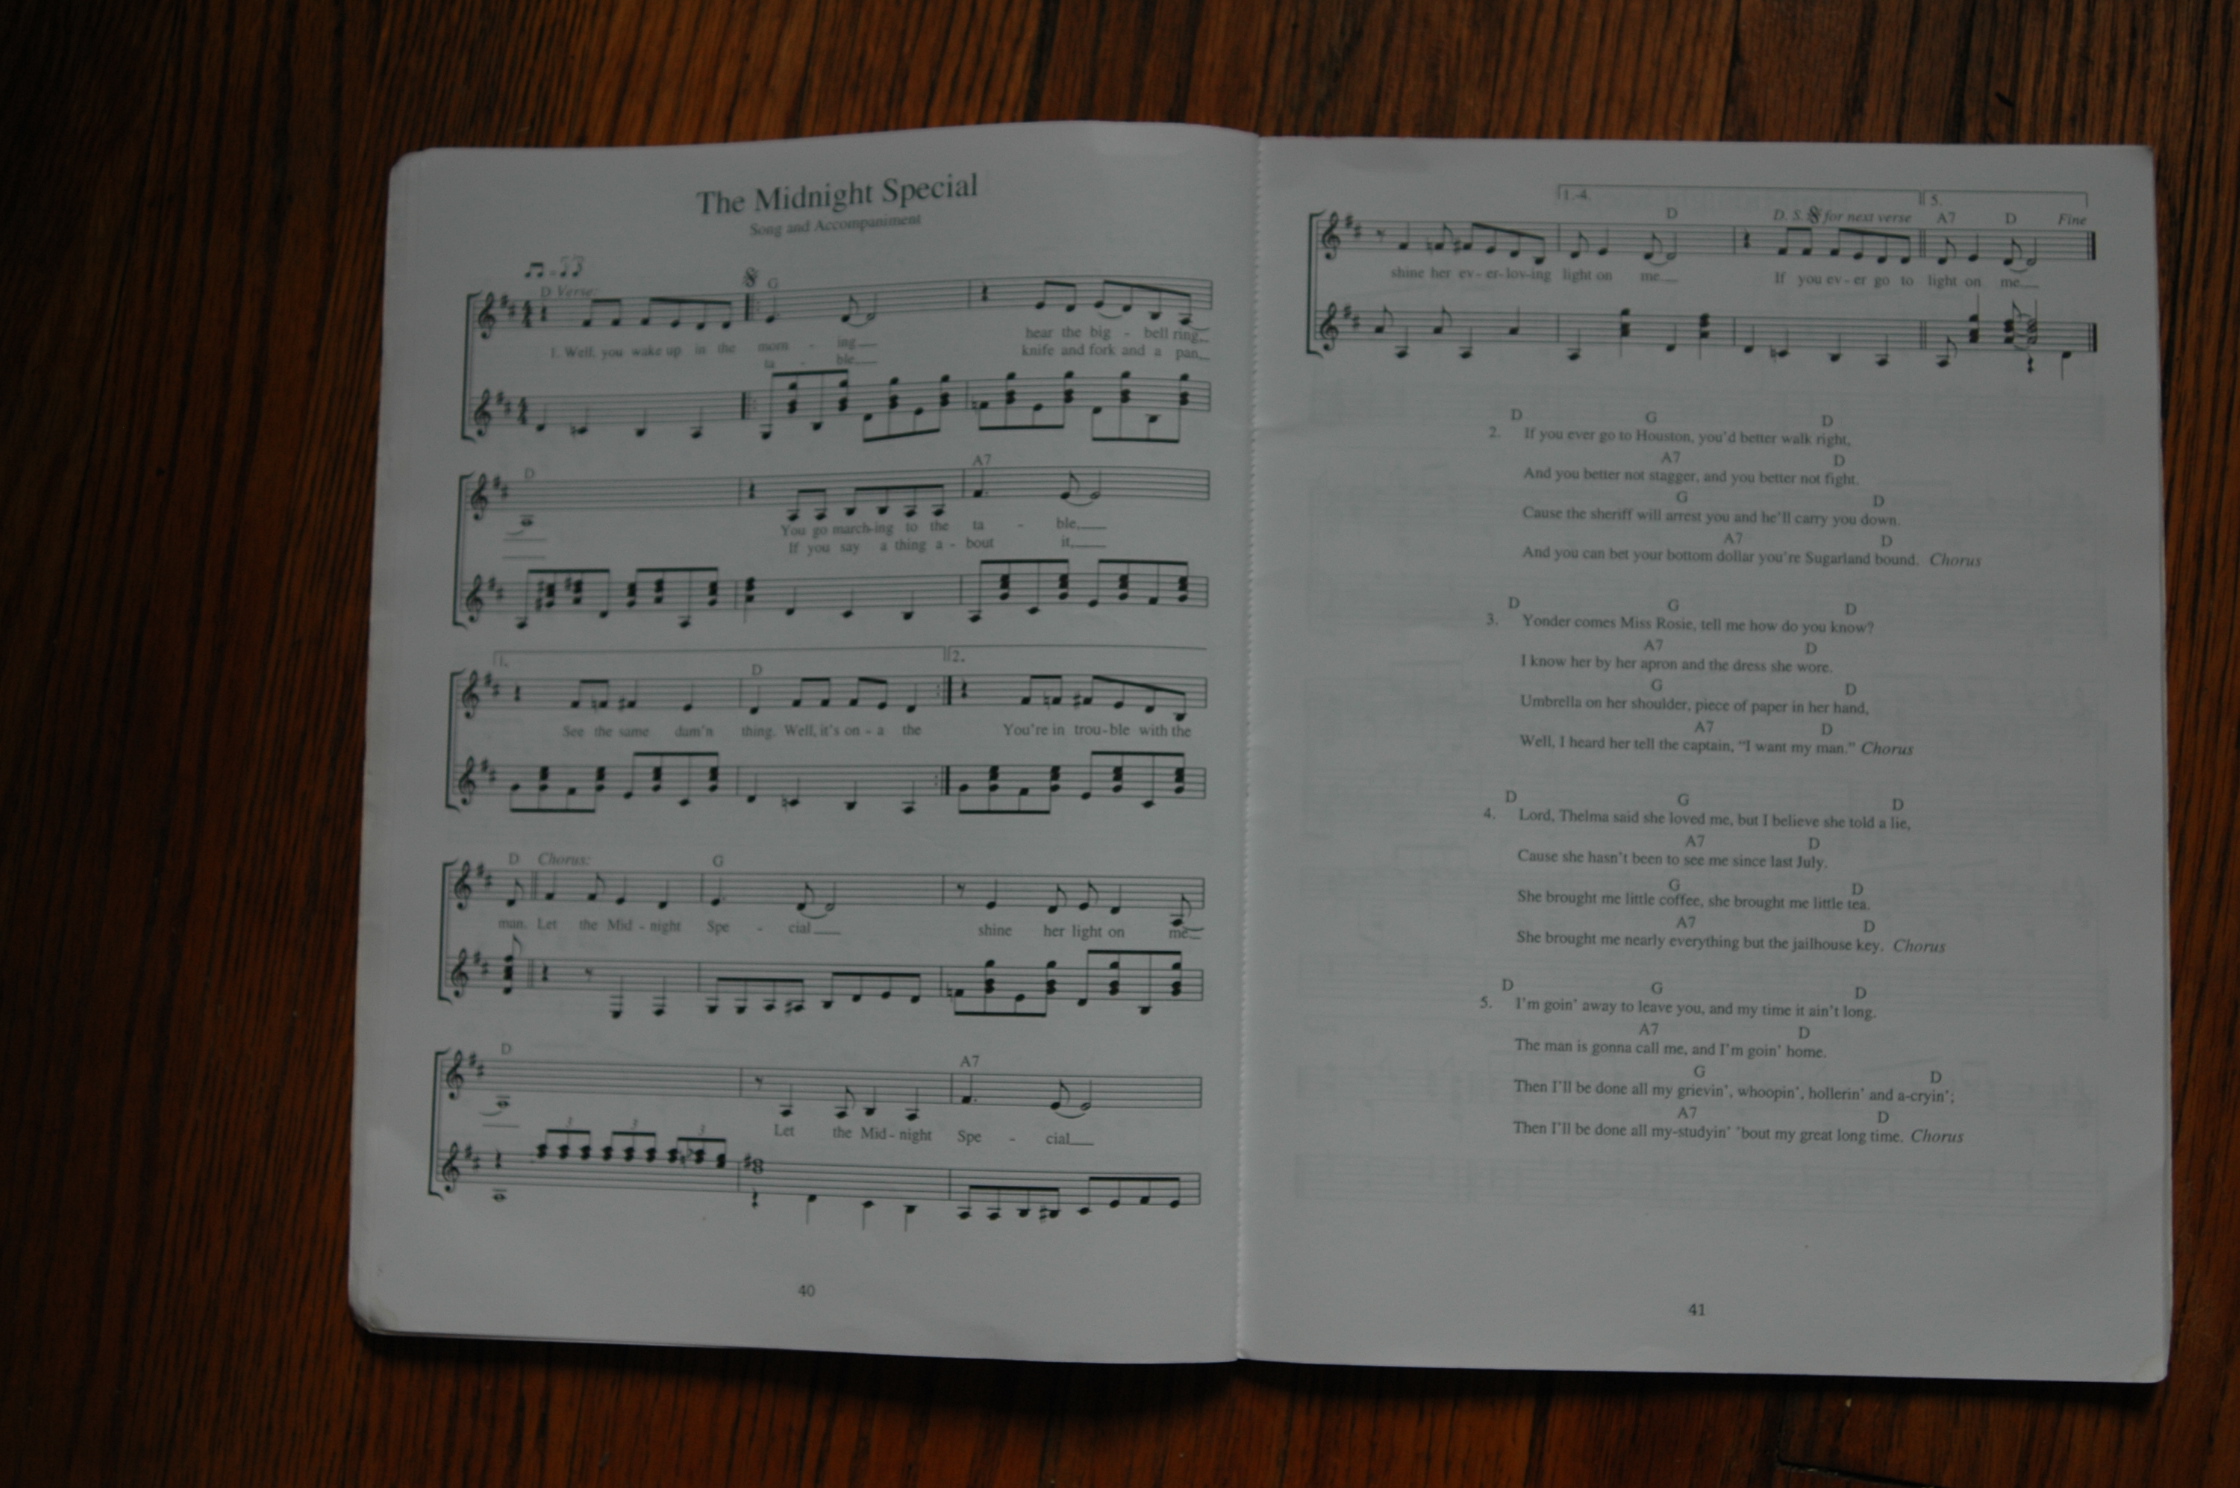 The Midnight Special
Song and Accompaniment
D Verse: G
1. Well, you wake up in the morn - ing hear the big - bell ring
ta - ble knife and fork and a pan
D A7
You go march-ing to the ta - ble,
If you say a thing a - bout it,
1. D 2.
See the same dam'n thing. Well, it's on - a the You're in trou-ble with the
D Chorus: G
man. Let the Mid - night Spe - cial shine her light on me
D A7
Let the Mid - night Spe - cial
40
1.-4. D D. S. for next verse 5. A7 D Fine
shine her ev - er-lov-ing light on me If you ev - er go to light on me
D G D
2. If you ever go to Houston, you'd better walk right,
A7 D
And you better not stagger, and you better not fight.
G D
Cause the sheriff will arrest you and he'll carry you down.
A7 D
And you can bet your bottom dollar you're Sugarland bound. Chorus
D G D
3. Yonder comes Miss Rosie, tell me how do you know?
A7 D
I know her by her apron and the dress she wore.
G D
Umbrella on her shoulder, piece of paper in her hand,
A7 D
Well, I heard her tell the captain, "I want my man." Chorus
D G D
4. Lord, Thelma said she loved me, but I believe she told a lie,
A7 D
Cause she hasn't been to see me since last July.
G D
She brought me little coffee, she brought me little tea.
A7 D
She brought me nearly everything but the jailhouse key. Chorus
D G D
5. I'm goin' away to leave you, and my time it ain't long.
A7 D
The man is gonna call me, and I'm goin' home.
G D
Then I'll be done all my grievin', whoopin', hollerin' and a-cryin';
A7 D
Then I'll be done all my-studyin' 'bout my great long time. Chorus
41